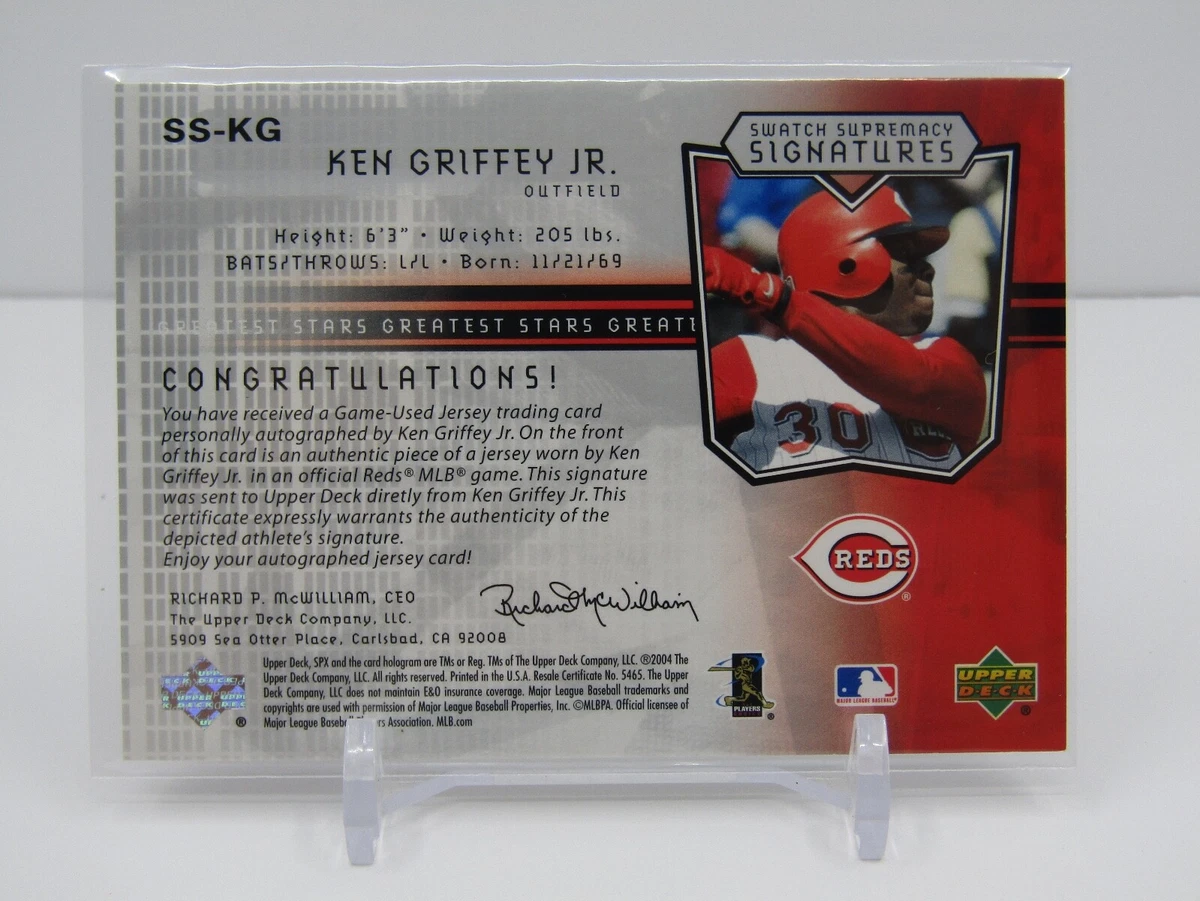 SS-KG
KEN GRIFFEY JR.
OUTFIELD
Height: 6'3" • Weight: 205 lbs.
BATS/THROWS: L/L • Born: 11/21/69
GREATEST STARS GREATEST STARS GREATE
CONGRATULATIONS!
You have received a Game-Used Jersey trading card
personally autographed by Ken Griffey Jr. On the front
of this card is an authentic piece of a jersey worn by Ken
Griffey Jr. in an official Reds® MLB® game. This signature
was sent to Upper Deck diretly from Ken Griffey Jr. This
certificate expressly warrants the authenticity of the
depicted athlete's signature.
Enjoy your autographed jersey card!
RICHARD P. McWILLIAM, CEO
The Upper Deck Company, LLC.
5909 Sea Otter Place, Carlsbad, CA 92008
Richard McWilliam
Upper Deck, SPX and the card hologram are TMs or Reg. TMs of The Upper Deck Company, LLC. ®2004 The
Upper Deck Company, LLC. All rights reserved. Printed in the U.S.A. Resale Certificate No. 5465. The Upper
Deck Company, LLC does not maintain E&O insurance coverage. Major League Baseball trademarks and
copyrights are used with permission of Major League Baseball Properties, Inc. ©MLBPA. Official licensee of
Major League Baseball Players Association. MLB.com
SWATCH SUPREMACY
SIGNATURES
30
REDS
®
PLAYERS
®
MAJOR LEAGUE BASEBALL
UPPER
DECK
®
®